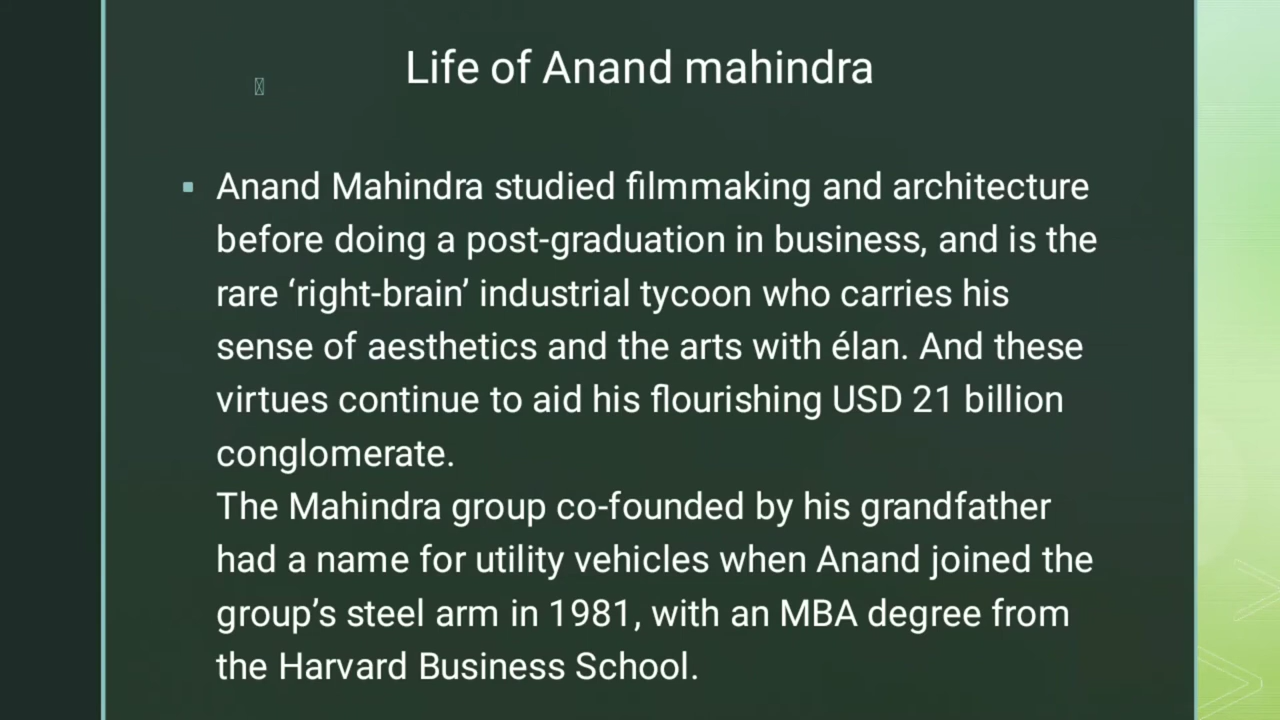 Life of Anand mahindra
Anand Mahindra studied filmmaking and architecture
before doing a post-graduation in business, and is the
rare ‘right-brain’ industrial tycoon who carries his
sense of aesthetics and the arts with élan. And these
virtues continue to aid his flourishing USD 21 billion
conglomerate.
The Mahindra group co-founded by his grandfather
had a name for utility vehicles when Anand joined the
group’s steel arm in 1981, with an MBA degree from
the Harvard Business School.